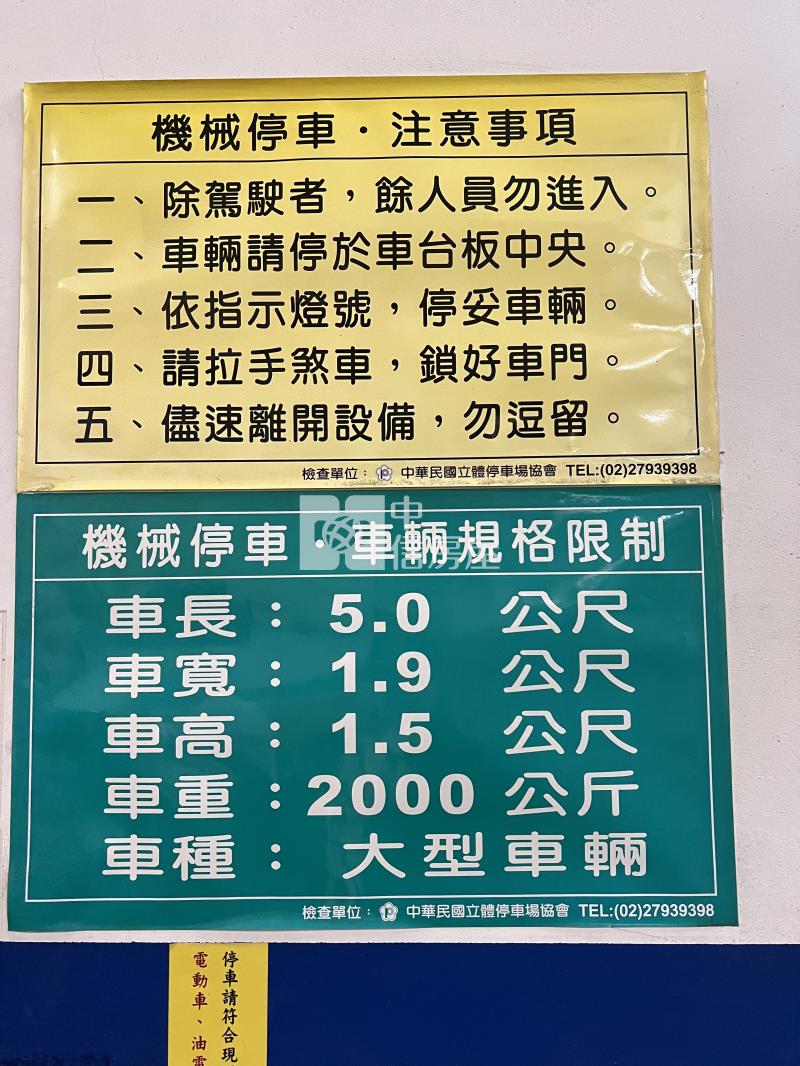 機械停車・注意事項
一、除駕駛者，餘人員勿進入。
二、車輛請停於車台板中央。
三、依指示燈號，停妥車輛。
四、請拉手煞車，鎖好車門。
五、儘速離開設備，勿逗留。
檢查單位： 中華民國立體停車場協會 TEL:(02)27939398
中信房屋
機械停車・車輛規格限制
車長： 5.0 公尺
車寬： 1.9 公尺
車高： 1.5 公尺
車重：2000 公斤
車種： 大型車輛
檢查單位： 中華民國立體停車場協會 TEL:(02)27939398
停車請符合現
電動車、油電